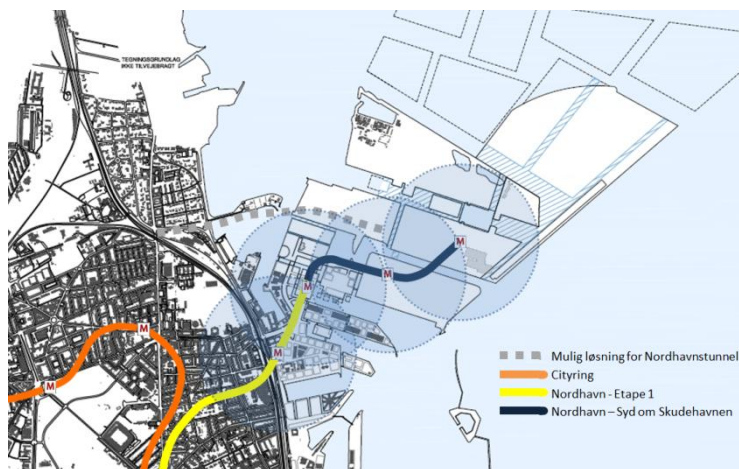 TEGNINGSGRUNDLAG
IKKE TILVEJEBRAGT
M
M
M
M
M
M
Mulig løsning for Nordhavnstunnel
Cityring
Nordhavn - Etape 1
Nordhavn – Syd om Skudehavnen